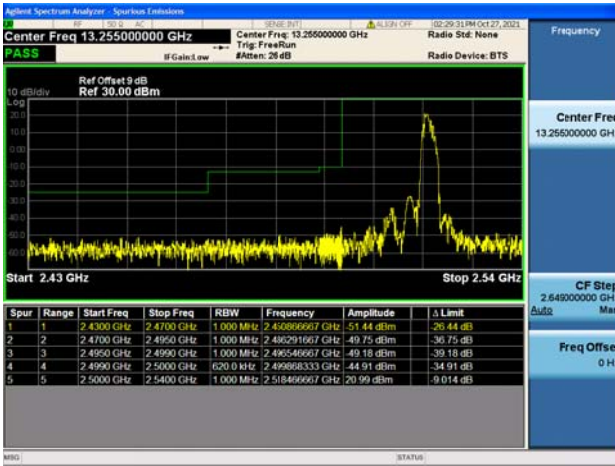 Agilent Spectrum Analyzer - Spurious Emissions
RF 50 Ω AC SENSE:INT ALIGN OFF 02:29:31 PM Oct 27, 2021
Center Freq 13.255000000 GHz Center Freq: 13.255000000 GHz Radio Std: None
Trig: FreeRun
PASS IFGain:Low #Atten: 26 dB Radio Device: BTS
Ref Offset 9 dB
10 dB/div Ref 30.00 dBm
Log
20.0
10.0
0.00
-10.0
-20.0
-30.0
-40.0
-50.0
-60.0
Start 2.43 GHz Stop 2.54 GHz
Spur Range Start Freq Stop Freq RBW Frequency Amplitude Δ Limit
1 1 2.4300 GHz 2.4700 GHz 1.000 MHz 2.450866667 GHz -51.44 dBm -26.44 dB
2 2 2.4700 GHz 2.4950 GHz 1.000 MHz 2.486291667 GHz -49.75 dBm -36.75 dB
3 3 2.4950 GHz 2.4990 GHz 1.000 MHz 2.496546667 GHz -49.18 dBm -39.18 dB
4 4 2.4990 GHz 2.5000 GHz 620.0 kHz 2.499868333 GHz -44.91 dBm -34.91 dB
5 5 2.5000 GHz 2.5400 GHz 1.000 MHz 2.518466667 GHz 20.99 dBm -9.014 dB
MSG STATUS
Frequency
Center Fre
13.255000000 GH
CF Step
2.649000000 GH
Auto Ma
Freq Offse
0 H